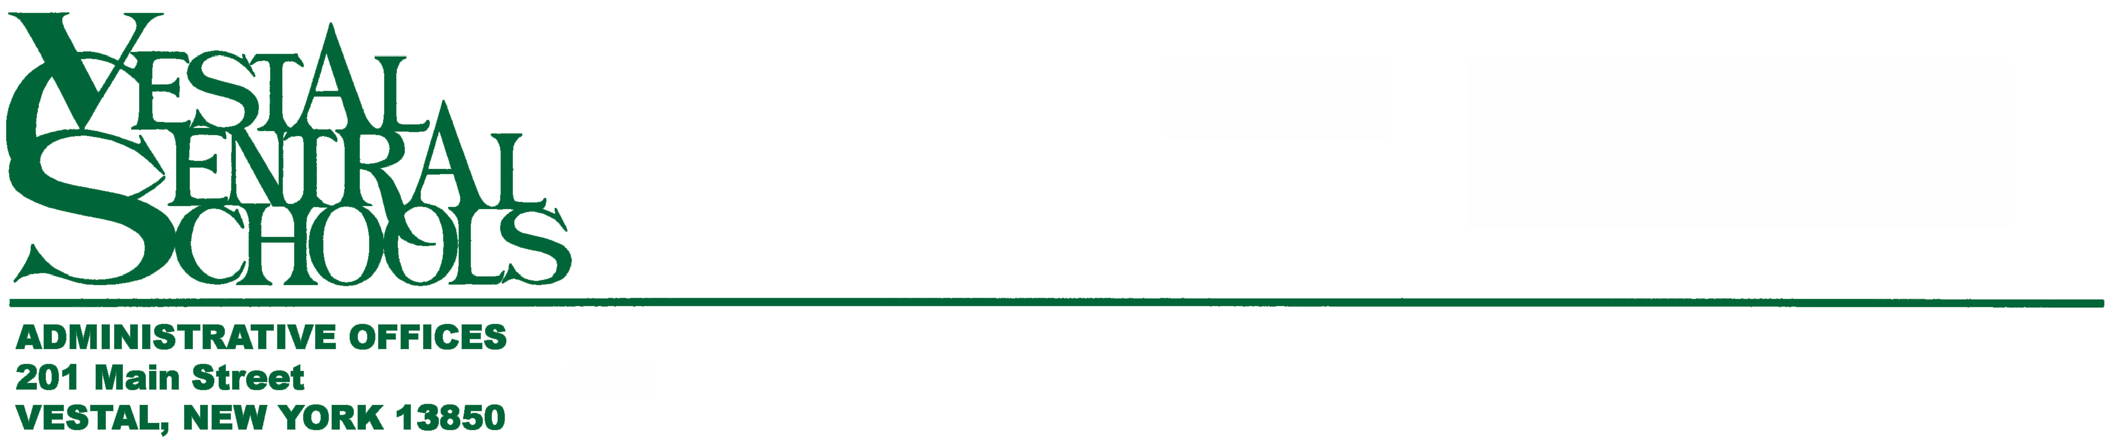 VESTAL
CENTRAL
SCHOOLS
ADMINISTRATIVE OFFICES
201 Main Street
VESTAL, NEW YORK 13850